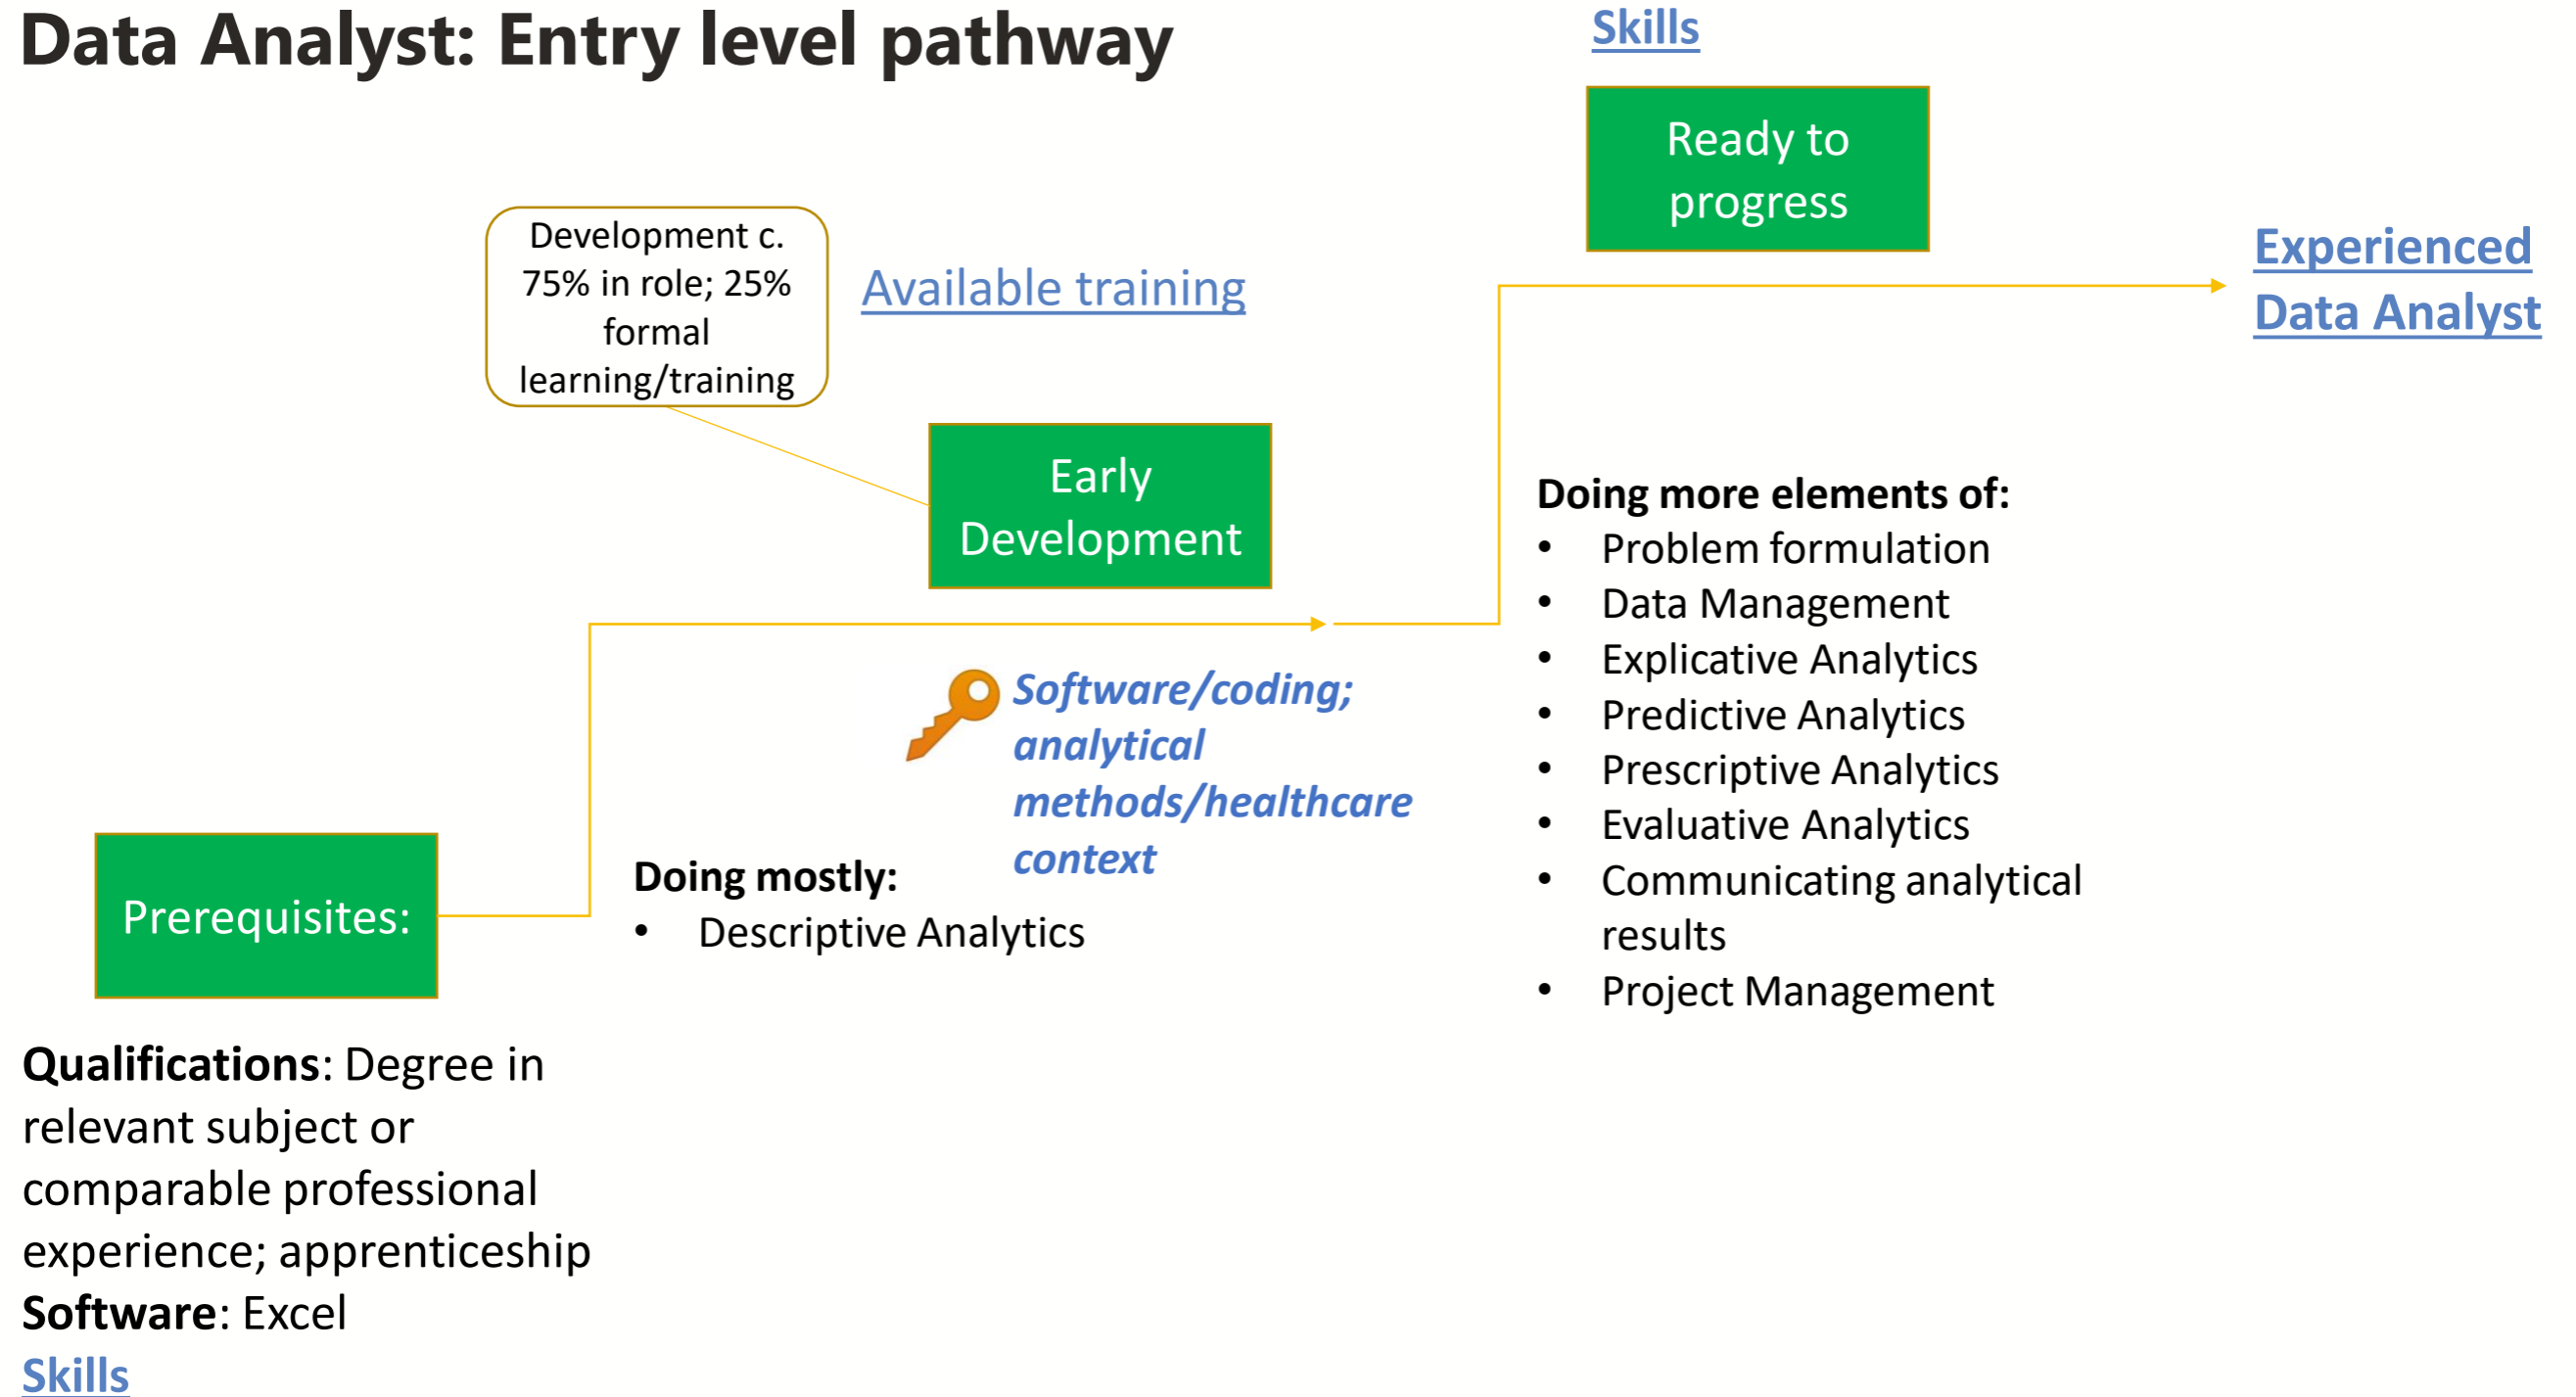 Data Analyst: Entry level pathway
Skills
Ready to
progress
Development c.
75% in role; 25%
formal
learning/training
Available training
Experienced
Data Analyst
Early
Development
Doing more elements of:
• Problem formulation
• Data Management
• Explicative Analytics
• Predictive Analytics
• Prescriptive Analytics
• Evaluative Analytics
• Communicating analytical
results
• Project Management
Software/coding;
analytical
methods/healthcare
context
Prerequisites:
Doing mostly:
• Descriptive Analytics
Qualifications: Degree in
relevant subject or
comparable professional
experience; apprenticeship
Software: Excel
Skills